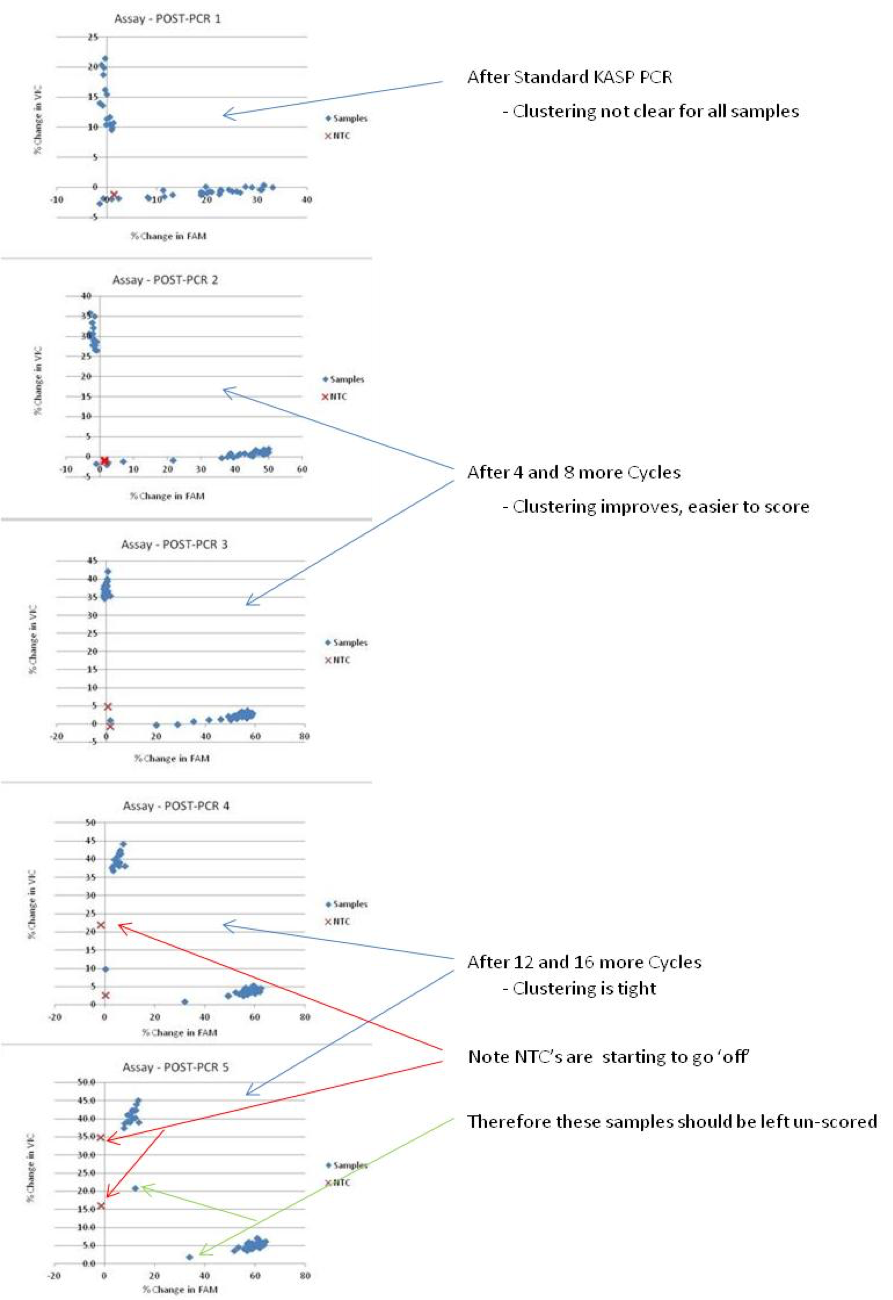 Assay - POST-PCR 1
25
20
15
10
5
0
-5
-10 0 10 20 30 40
% Change in VIC
% Change in FAM
Samples
NTC
After Standard KASP PCR
- Clustering not clear for all samples
Assay - POST-PCR 2
40
35
30
25
20
15
10
5
0
-5
10 0 10 20 30 40 50 60
% Change in VIC
% Change in FAM
Samples
NTC
After 4 and 8 more Cycles
- Clustering improves, easier to score
Assay - POST-PCR 3
45
40
35
30
25
20
15
10
5
0
-5
-20 0 20 40 60 80
% Change in VIC
% Change in FAM
Samples
NTC
Assay - POST-PCR 4
50
45
40
35
30
25
20
15
10
5
0
-20 0 20 40 60 80
% Change in VIC
% Change in FAM
Samples
NTC
After 12 and 16 more Cycles
- Clustering is tight
Note NTC's are starting to go 'off'
Assay - POST-PCR 5
50.0
45.0
40.0
35.0
30.0
25.0
20.0
15.0
10.0
5.0
0.0
-20 0 20 40 60 80
% Change in VIC
% Change in FAM
Samples
NTC
Therefore these samples should be left un-scored